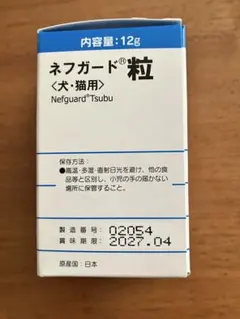 内容量:12g
ネフガード®粒
〈犬・猫用〉
Nefguard®Tsubu
保存方法:
●高温・多湿・直射日光を避け、他の食
品等と区別し、小児の手の届かない
場所に保管すること。
製造番号: 02054
賞味期限: 2027.04
原産国:日本